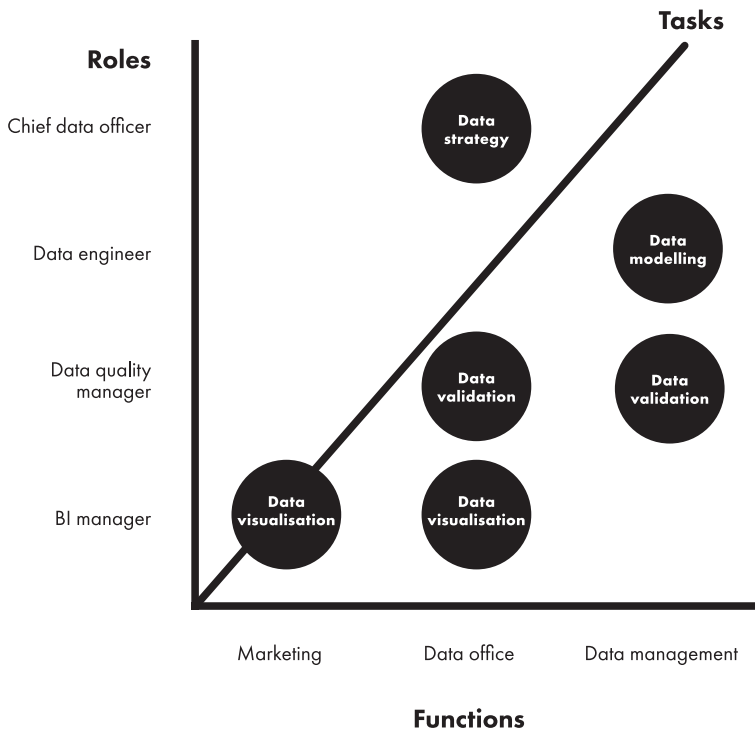 Tasks
Roles
Chief data officer
Data
strategy
Data engineer
Data
modelling
Data quality
manager
Data
validation
Data
validation
BI manager
Data
visualisation
Data
visualisation
Marketing
Data office
Data management
Functions